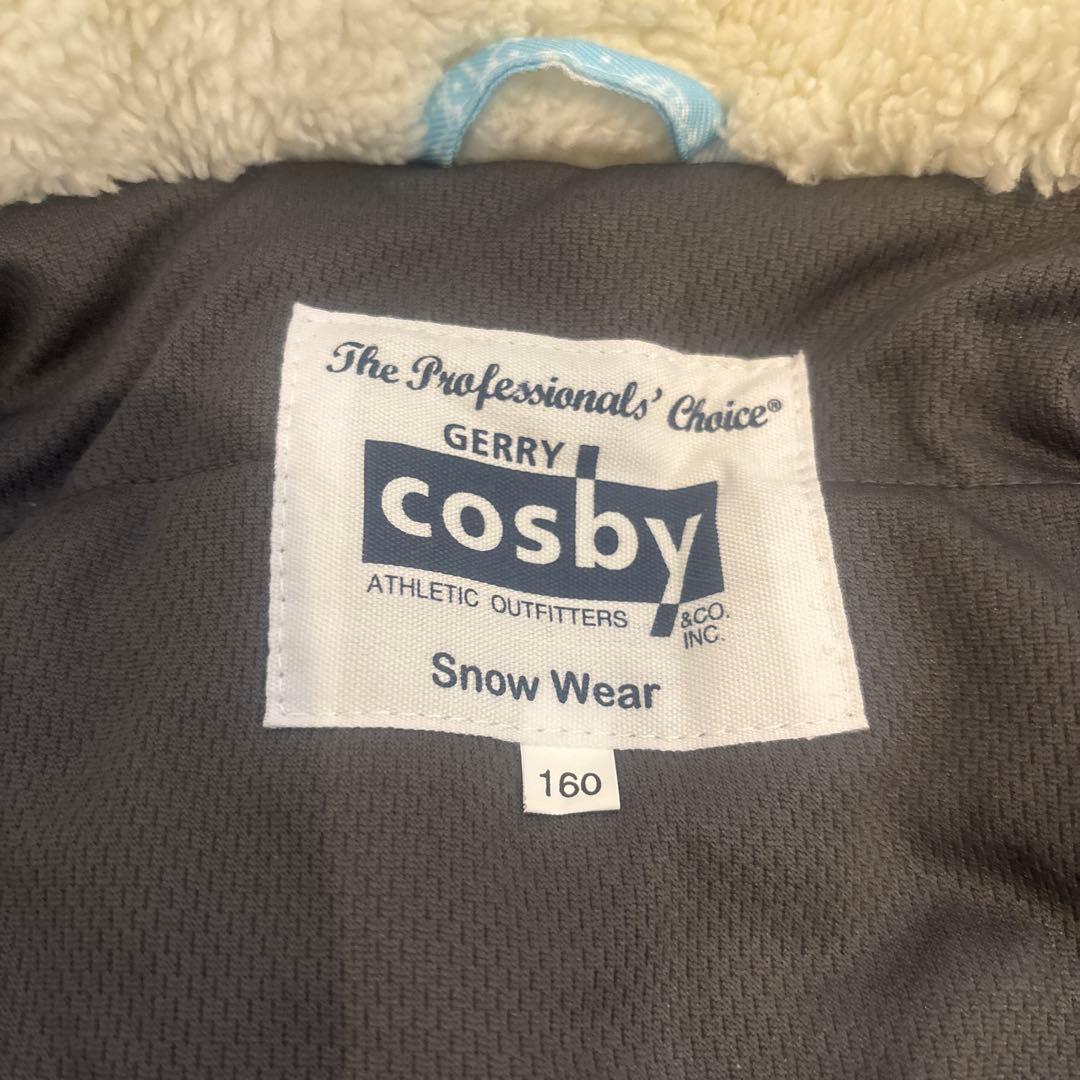 The Professionals' Choice®
GERRY
cosby
ATHLETIC OUTFITTERS
&CO.
INC.
Snow Wear
160